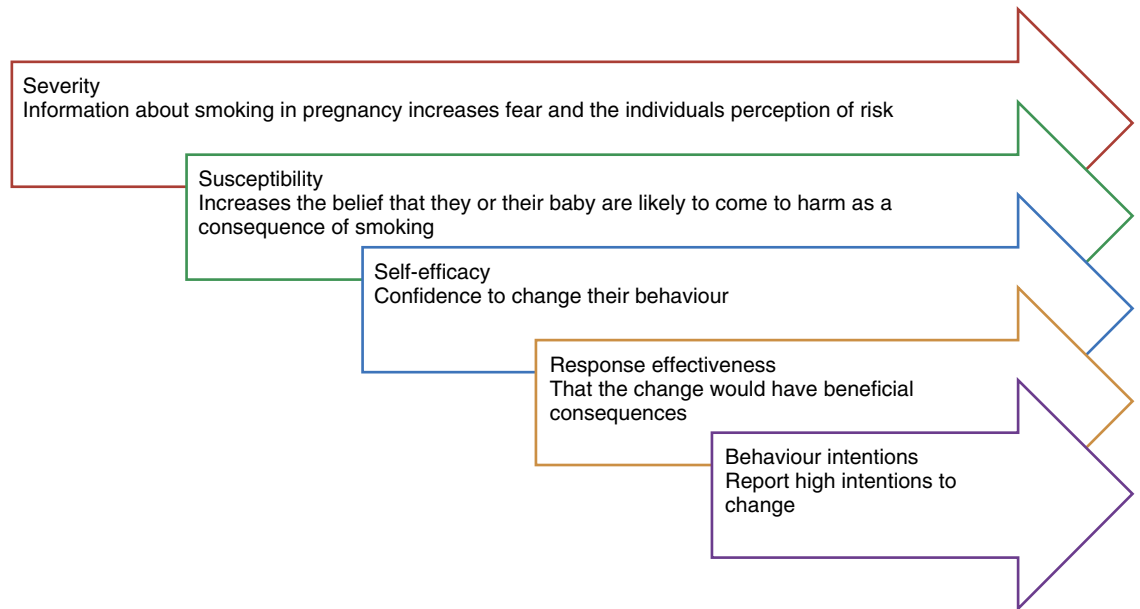 Severity
Information about smoking in pregnancy increases fear and the individuals perception of risk
Susceptibility
Increases the belief that they or their baby are likely to come to harm as a
consequence of smoking
Self-efficacy
Confidence to change their behaviour
Response effectiveness
That the change would have beneficial
consequences
Behaviour intentions
Report high intentions to
change